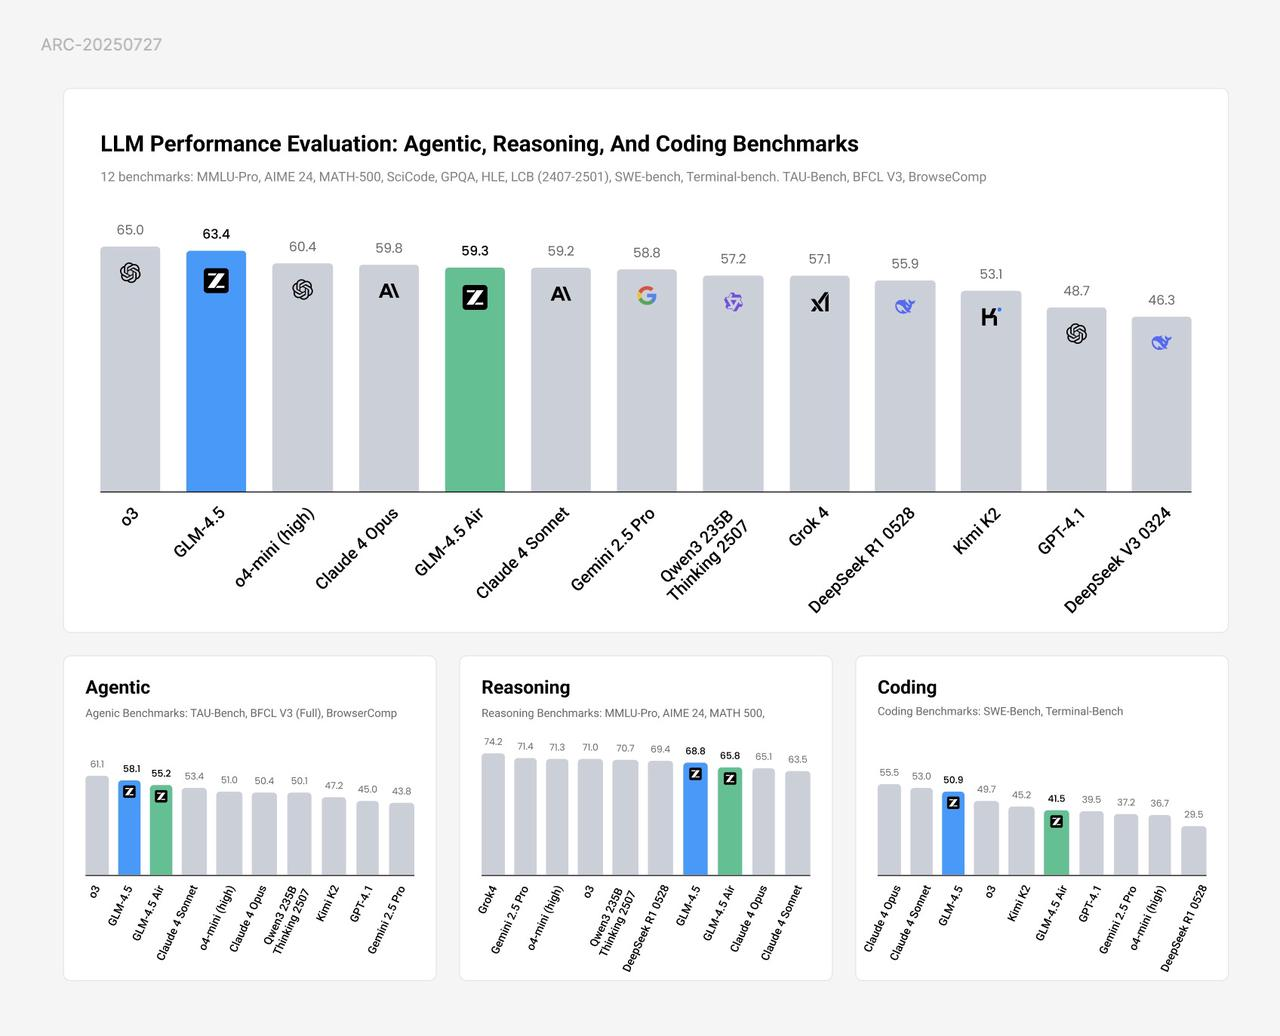 ARC-20250727
LLM Performance Evaluation: Agentic, Reasoning, And Coding Benchmarks
12 benchmarks: MMLU-Pro, AIME 24, MATH-500, SciCode, GPQA, HLE, LCB (2407-2501), SWE-bench, Terminal-bench. TAU-Bench, BFCL V3, BrowseComp
65.0
63.4
60.4
59.8
59.3
59.2
58.8
57.2
57.1
55.9
53.1
48.7
46.3
o3
GLM-4.5
o4-mini (high)
Claude 4 Opus
GLM-4.5 Air
Claude 4 Sonnet
Gemini 2.5 Pro
Qwen3 235B
Thinking 2507
Grok 4
DeepSeek R1 0528
Kimi K2
GPT-4.1
DeepSeek V3 0324
Agentic
Agenic Benchmarks: TAU-Bench, BFCL V3 (Full), BrowserComp
61.1
58.1
55.2
53.4
51.0
50.4
50.1
47.2
45.0
43.8
o3
GLM-4.5
GLM-4.5 Air
Claude 4 Sonnet
o4-mini (high)
Claude 4 Opus
Qwen3 235B
Thinking 2507
Kimi K2
GPT-4.1
Gemini 2.5 Pro
Reasoning
Reasoning Benchmarks: MMLU-Pro, AIME 24, MATH 500,
74.2
71.4
71.3
71.0
70.7
69.4
68.8
65.8
65.1
63.5
Grok4
Gemini 2.5 Pro
o4-mini (high)
o3
Qwen3 235B
Thinking 2507
DeepSeek R1 0528
GLM-4.5
GLM-4.5 Air
Claude 4 Opus
Claude 4 Sonnet
Coding
Coding Benchmarks: SWE-Bench, Terminal-Bench
55.5
53.0
50.9
49.7
45.2
41.5
39.5
37.2
36.7
29.5
Claude 4 Opus
Claude 4 Sonnet
GLM-4.5
o3
Kimi K2
GLM-4.5 Air
GPT-4.1
Gemini 2.5 Pro
o4-mini (high)
DeepSeek R1 0528